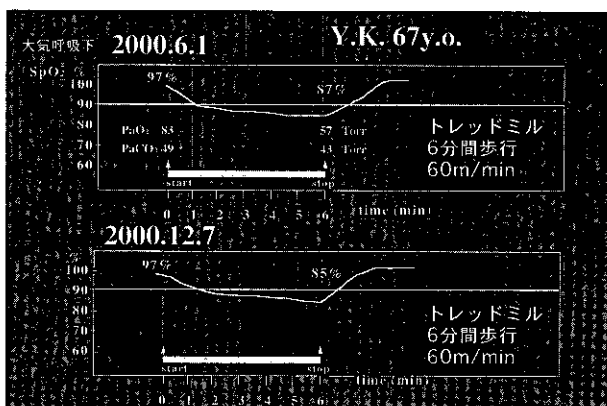 大気呼吸下 2000.6.1 Y.K. 67y.o.
SpO2 %
97% 87%
100
90
80
70
60
PaO2 83 57 Torr
PaCO2 49 43 Torr
トレッドミル
6分間歩行
60m/min
start stop
0 1 2 3 4 5 6 time (min)
2000.12.7
%
97% 85%
100
90
80
70
60
トレッドミル
6分間歩行
60m/min
start stop
time (min)
0 1 2 3 4 5 6